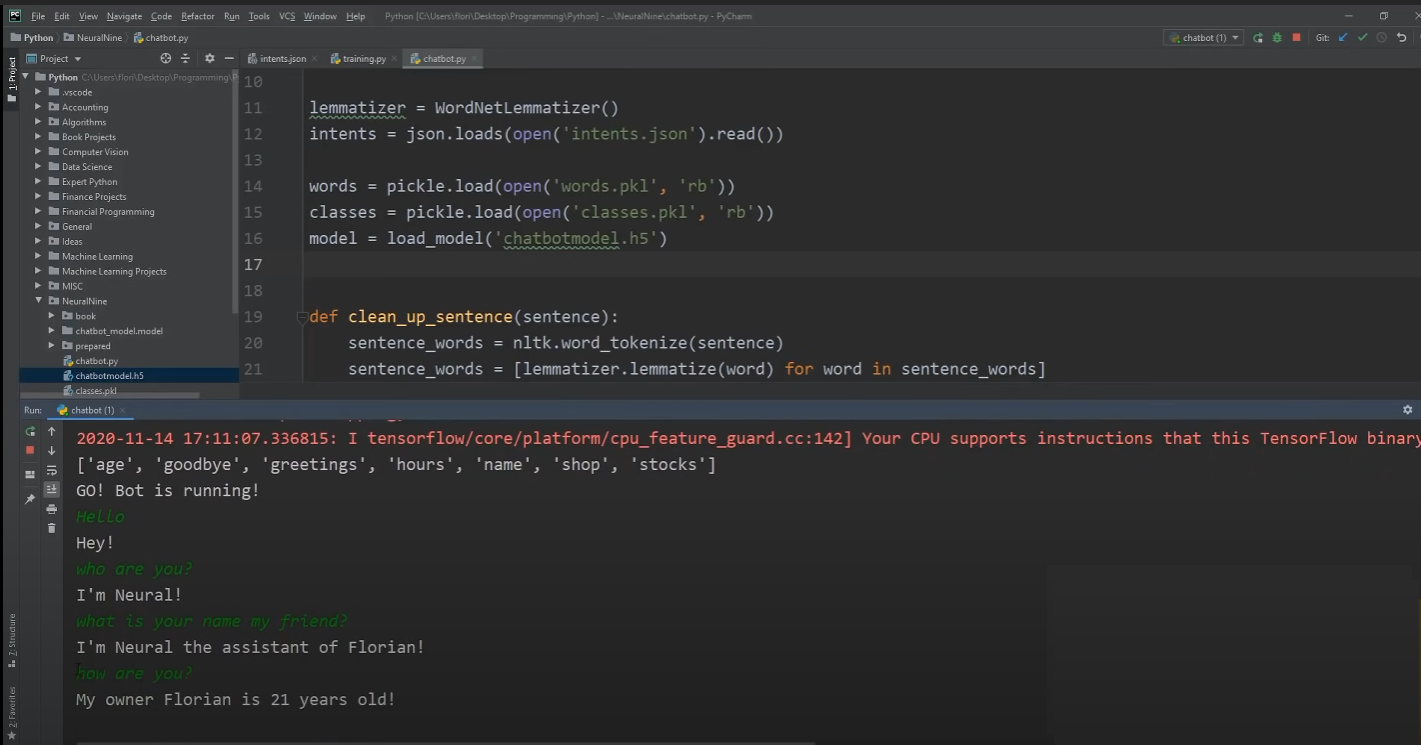 PC File Edit View Navigate Code Refactor Run Tools VCS Window Help Python [C:\Users\flori\Desktop\Programming\Python] - ...\NeuralNine\chatbot.py - PyCharm
Python NeuralNine chatbot.py chatbot (1) Git:
Project intents.json training.py chatbot.py
1: Project
Python C:\Users\flori\Desktop\Programming\P
.vscode
Accounting
Algorithms
Book Projects
Computer Vision
Data Science
Expert Python
Finance Projects
Financial Programming
General
Ideas
Machine Learning
Machine Learning Projects
MISC
NeuralNine
book
chatbot_model.model
prepared
chatbot.py
chatbotmodel.h5
classes.pkl
10
11 lemmatizer = WordNetLemmatizer()
12 intents = json.loads(open('intents.json').read())
13
14 words = pickle.load(open('words.pkl', 'rb'))
15 classes = pickle.load(open('classes.pkl', 'rb'))
16 model = load_model('chatbotmodel.h5')
17
18
19 def clean_up_sentence(sentence):
20 sentence_words = nltk.word_tokenize(sentence)
21 sentence_words = [lemmatizer.lemmatize(word) for word in sentence_words]
Run: chatbot (1)
2020-11-14 17:11:07.336815: I tensorflow/core/platform/cpu_feature_guard.cc:142] Your CPU supports instructions that this TensorFlow binary
['age', 'goodbye', 'greetings', 'hours', 'name', 'shop', 'stocks']
GO! Bot is running!
Hello
Hey!
who are you?
I'm Neural!
what is your name my friend?
I'm Neural the assistant of Florian!
how are you?
My owner Florian is 21 years old!
7: Structure
2: Favorites